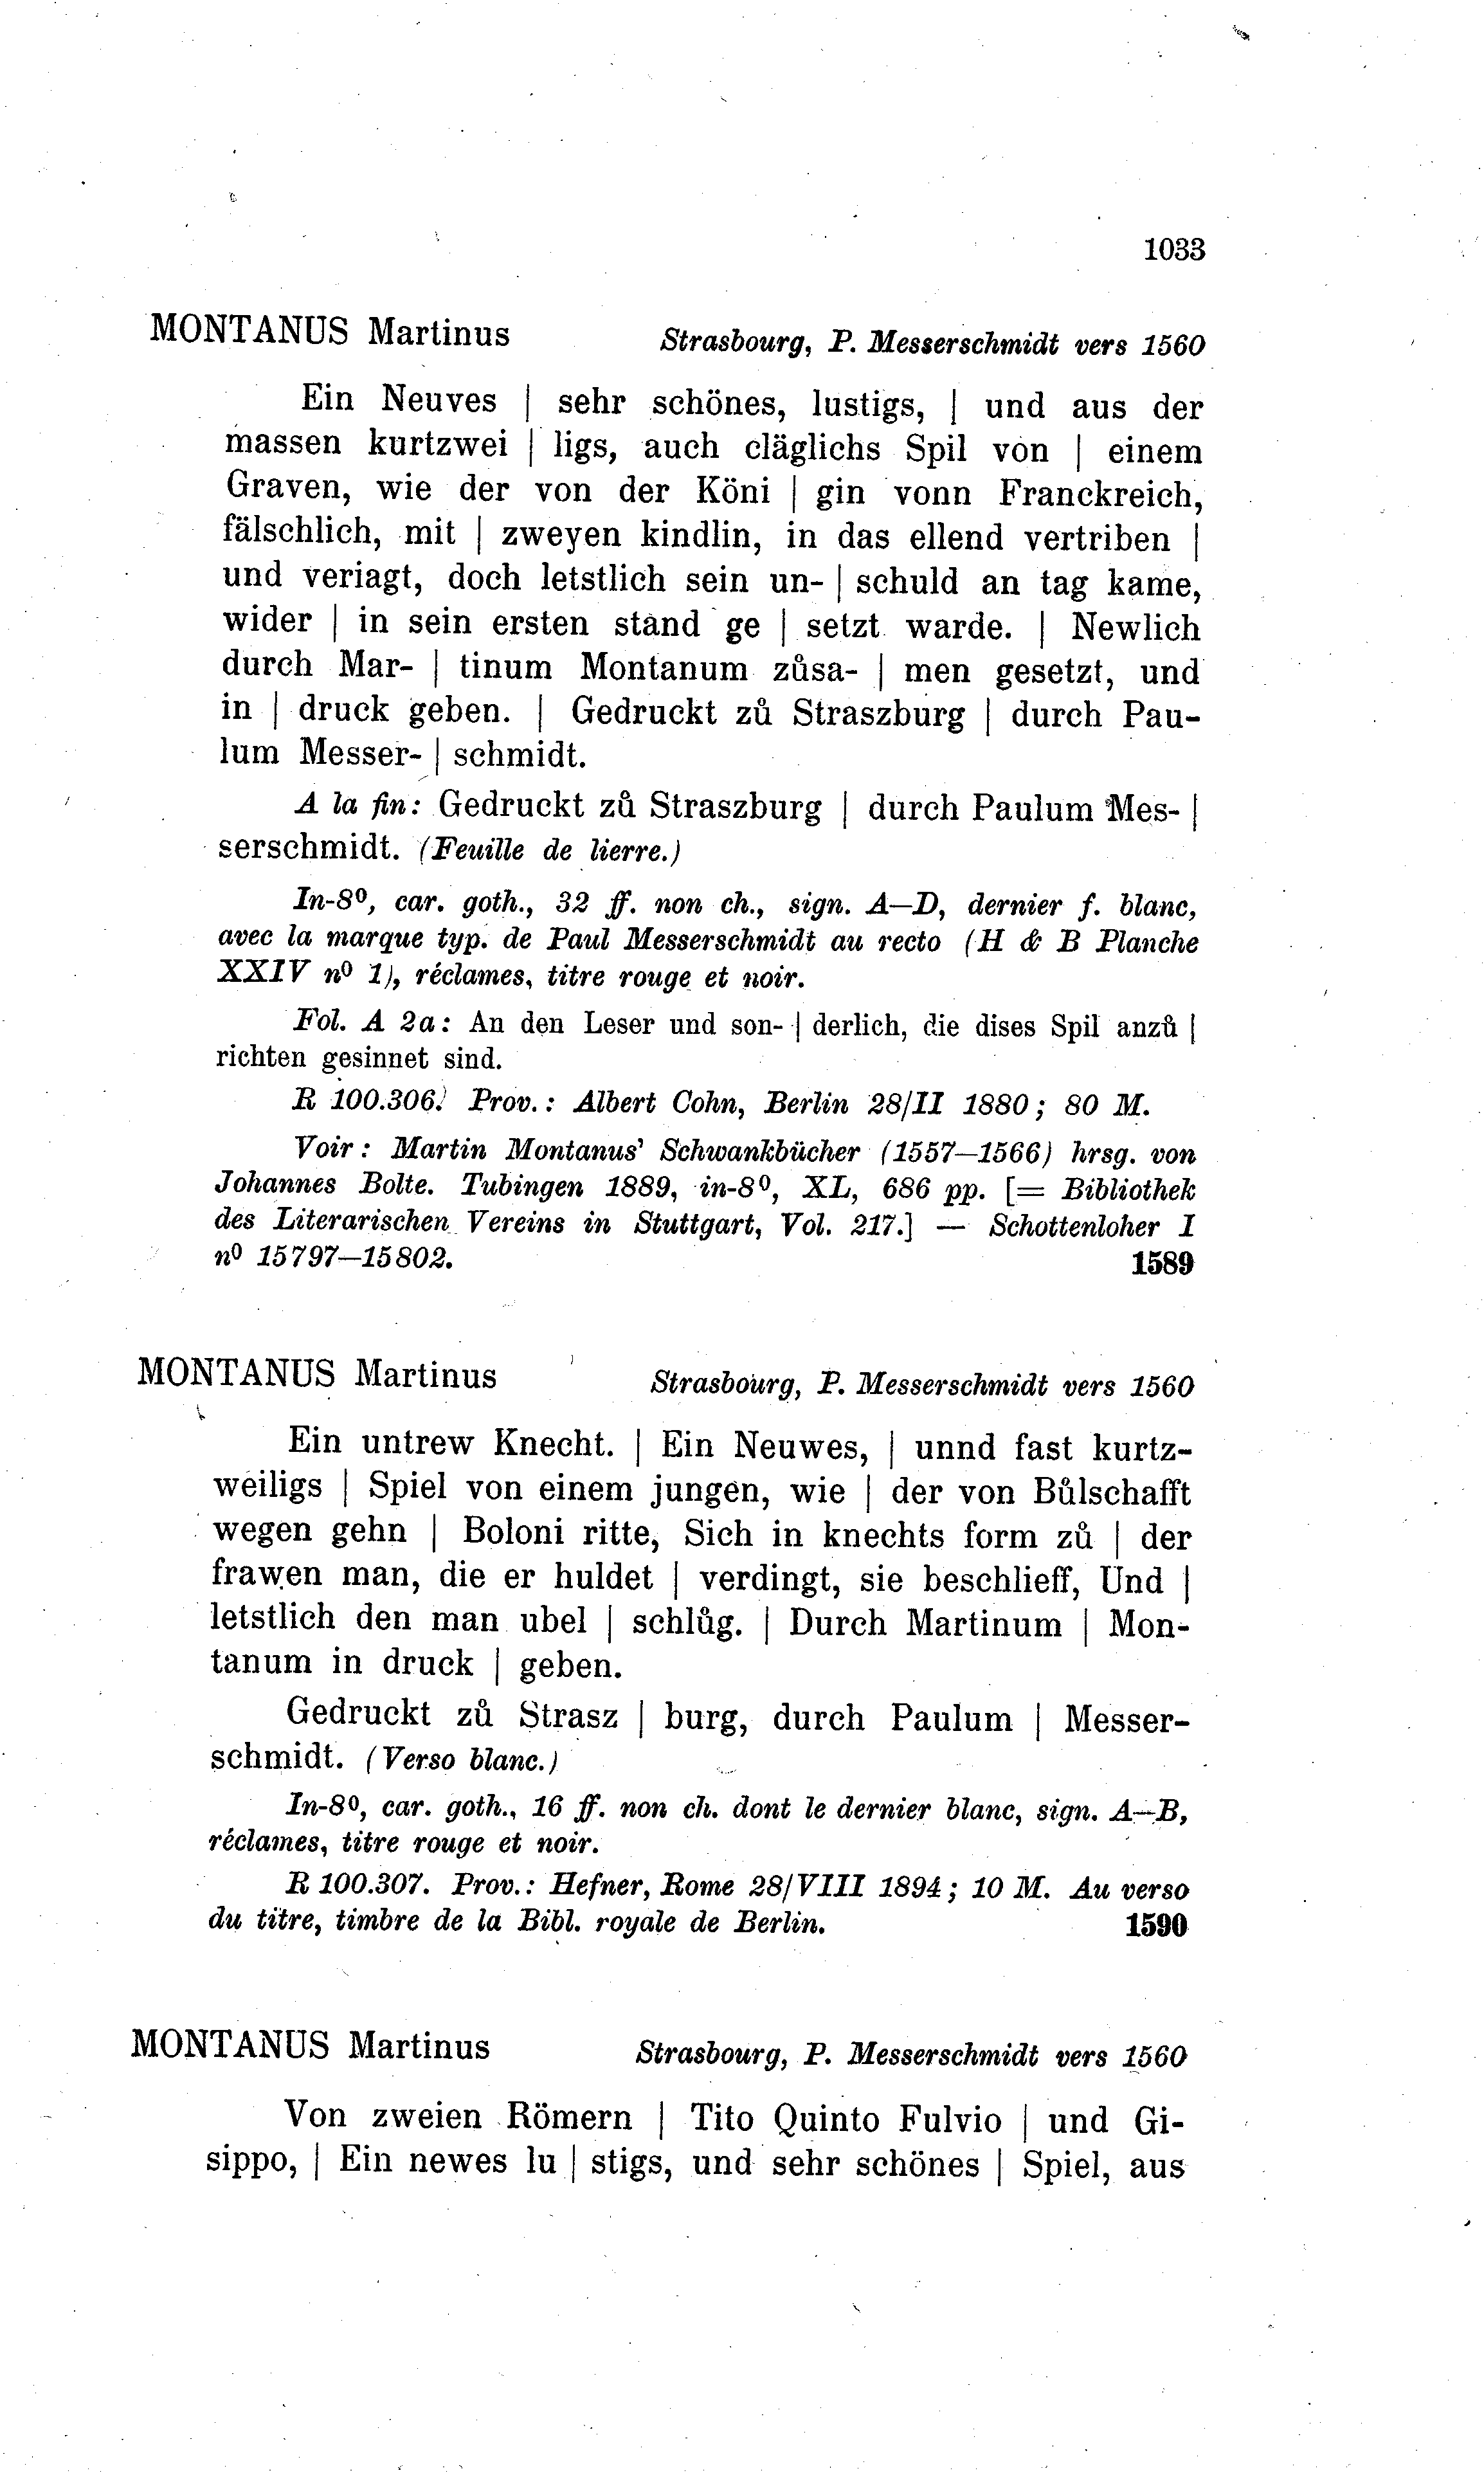 1033
MONTANUS Martinus Strasbourg, P. Messerschmidt vers 1560
Ein Neuves | sehr schönes, lustigs, | und aus der
massen kurtzwei | ligs, auch cläglichs Spil von | einem
Graven, wie der von der Köni | gin vonn Franckreich,
fälschlich, mit | zweyen kindlin, in das ellend vertriben |
und veriagt, doch letstlich sein un- | schuld an tag kame,
wider | in sein ersten stand ge | setzt warde. | Newlich
durch Mar- | tinum Montanum zůsa- | men gesetzt, und
in | druck geben. | Gedruckt zů Straszburg | durch Pau-
lum Messer- | schmidt.
A la fin: Gedruckt zů Straszburg | durch Paulum Mes- |
serschmidt. (Feuille de lierre.)
In-8º, car. goth., 32 ff. non ch., sign. A—D, dernier f. blanc,
avec la marque typ. de Paul Messerschmidt au recto (H & B Planche
XXIV nº 1), réclames, titre rouge et noir.
Fol. A 2a: An den Leser und son- | derlich, die dises Spil anzů |
richten gesinnet sind.
R 100.306. Prov.: Albert Cohn, Berlin 28/II 1880; 80 M.
Voir: Martin Montanus' Schwankbücher (1557—1566) hrsg. von
Johannes Bolte. Tubingen 1889, in-8º, XL, 686 pp. [= Bibliothek
des Literarischen Vereins in Stuttgart, Vol. 217.] — Schottenloher I
nº 15797—15802. 1589
MONTANUS Martinus Strasbourg, P. Messerschmidt vers 1560
Ein untrew Knecht. | Ein Neuwes, | unnd fast kurtz-
weiligs | Spiel von einem jungen, wie | der von Bůlschafft
wegen gehn | Boloni ritte, Sich in knechts form zů | der
frawen man, die er huldet | verdingt, sie beschlieff, Und |
letstlich den man ubel | schlůg. | Durch Martinum | Mon-
tanum in druck | geben.
Gedruckt zů Strasz | burg, durch Paulum | Messer-
schmidt. (Verso blanc.)
In-8º, car. goth., 16 ff. non ch. dont le dernier blanc, sign. A—B,
réclames, titre rouge et noir.
R 100.307. Prov.: Hefner, Rome 28/VIII 1894; 10 M. Au verso
du titre, timbre de la Bibl. royale de Berlin. 1590
MONTANUS Martinus Strasbourg, P. Messerschmidt vers 1560
Von zweien Römern | Tito Quinto Fulvio | und Gi-
sippo, | Ein newes lu | stigs, und sehr schönes | Spiel, aus